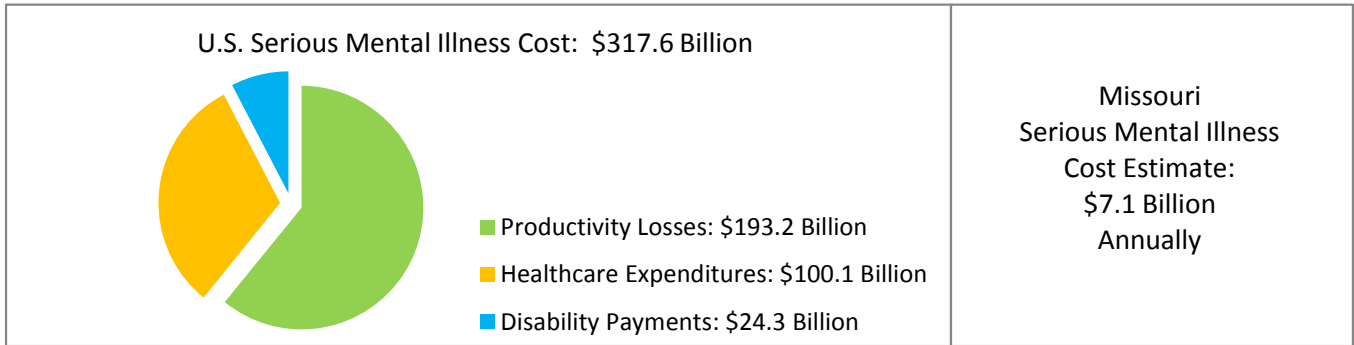 U.S. Serious Mental Illness Cost: $317.6 Billion
Productivity Losses: $193.2 Billion
Healthcare Expenditures: $100.1 Billion
Disability Payments: $24.3 Billion
Missouri
Serious Mental Illness
Cost Estimate:
$7.1 Billion
Annually